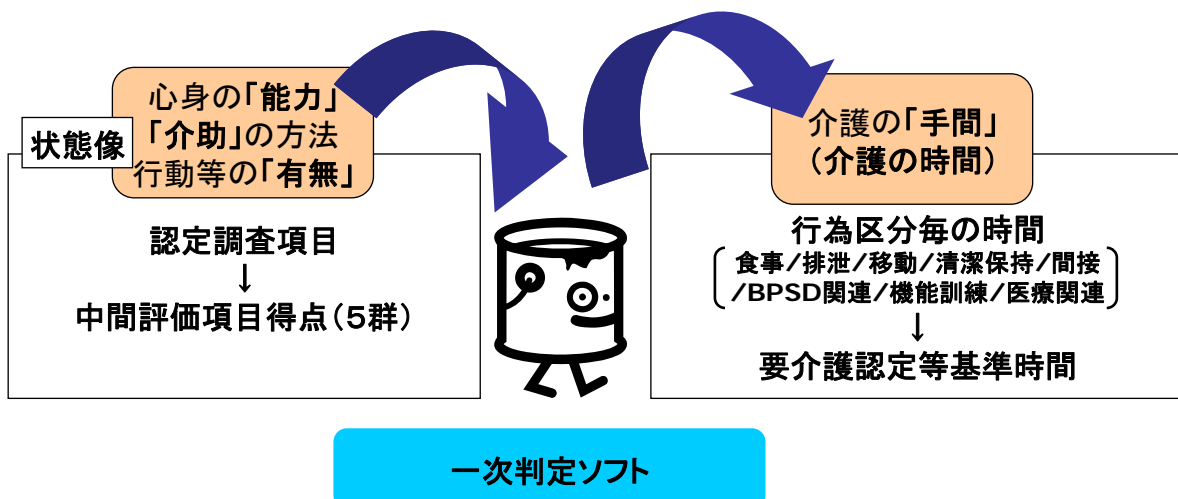 心身の「能力」
「介助」の方法
行動等の「有無」
状態像
認定調査項目
↓
中間評価項目得点(5群)
介護の「手間」
(介護の時間)
行為区分毎の時間
食事/排泄/移動/清潔保持/間接
/BPSD関連/機能訓練/医療関連
↓
要介護認定等基準時間
一次判定ソフト